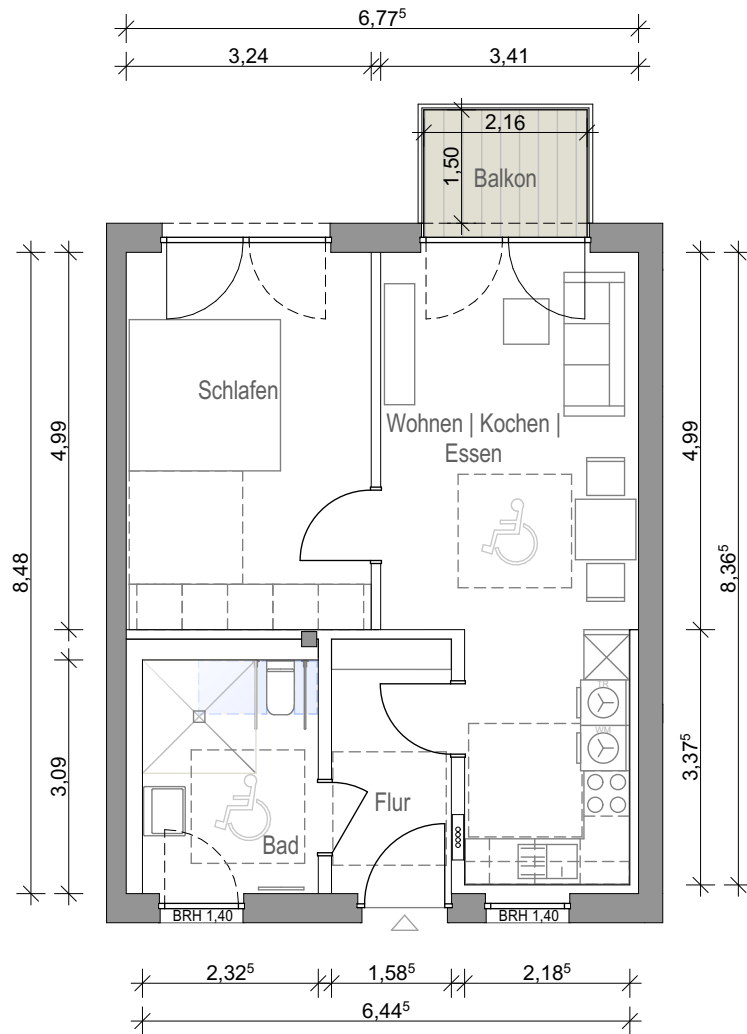 6,77⁵
3,24
3,41
2,16
1,50
Balkon
Schlafen
Wohnen | Kochen |
Essen
4,99
8,48
4,99
8,36⁵
TR
WM
3,09
3,37⁵
Flur
Bad
BRH 1,40
BRH 1,40
2,32⁵
1,58⁵
2,18⁵
6,44⁵